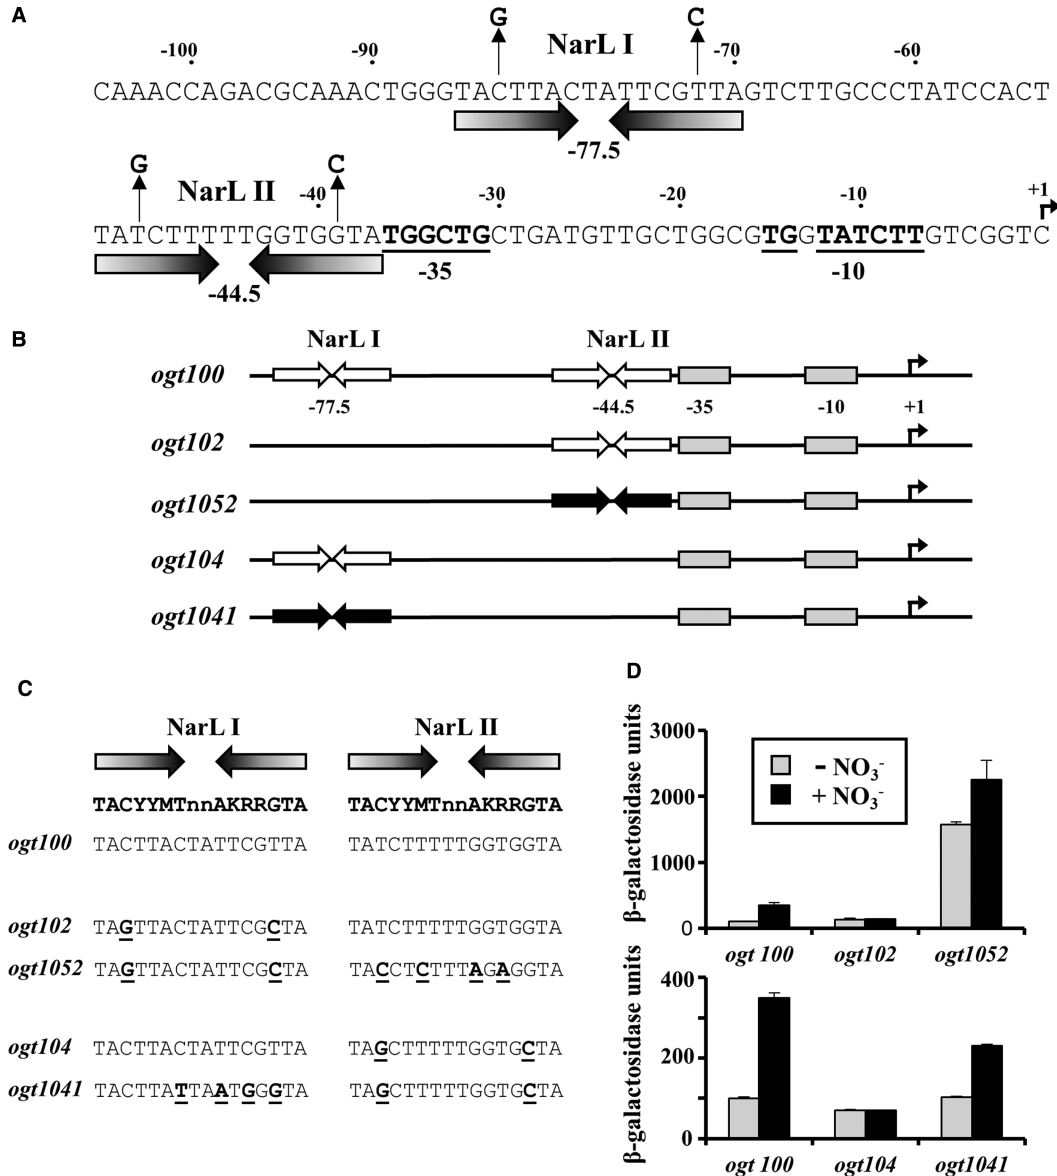 A
G C
NarL I
-100 -90 -70 -60
CAAACCAGACGCAAACTGGGTACTTACTATTCGTTAGTCTTGCCCTATCCACT
-77.5
G C
NarL II
-40 -30 -20 -10 +1
TATCTTTTTGGTGGTATGGCTGCTGATGTTGCTGGCGTGGTATCTTGTCGGTC
-35 -10
-44.5
B
NarL I NarL II
ogt100
-77.5 -44.5 -35 -10 +1
ogt102
ogt1052
ogt104
ogt1041
C
NarL I NarL II
TACYYMTnnAKRRGTA TACYYMTnnAKRRGTA
ogt100 TACTTACTATTCGTTA TATCTTTTTGGTGGTA
ogt102 TAGTTACTATTCGCTA TATCTTTTTGGTGGTA
ogt1052 TAGTTACTATTCGCTA TACCTCTTTAGAGGTA
ogt104 TACTTACTATTCGTTA TAGCTTTTTGGTGCTA
ogt1041 TACTTATTAATGGGTA TAGCTTTTTGGTGCTA
D
β-galactosidase units
3000
2000
1000
0
- NO3-
+ NO3-
ogt 100 ogt102 ogt1052
β-galactosidase units
400
200
0
ogt 100 ogt104 ogt1041